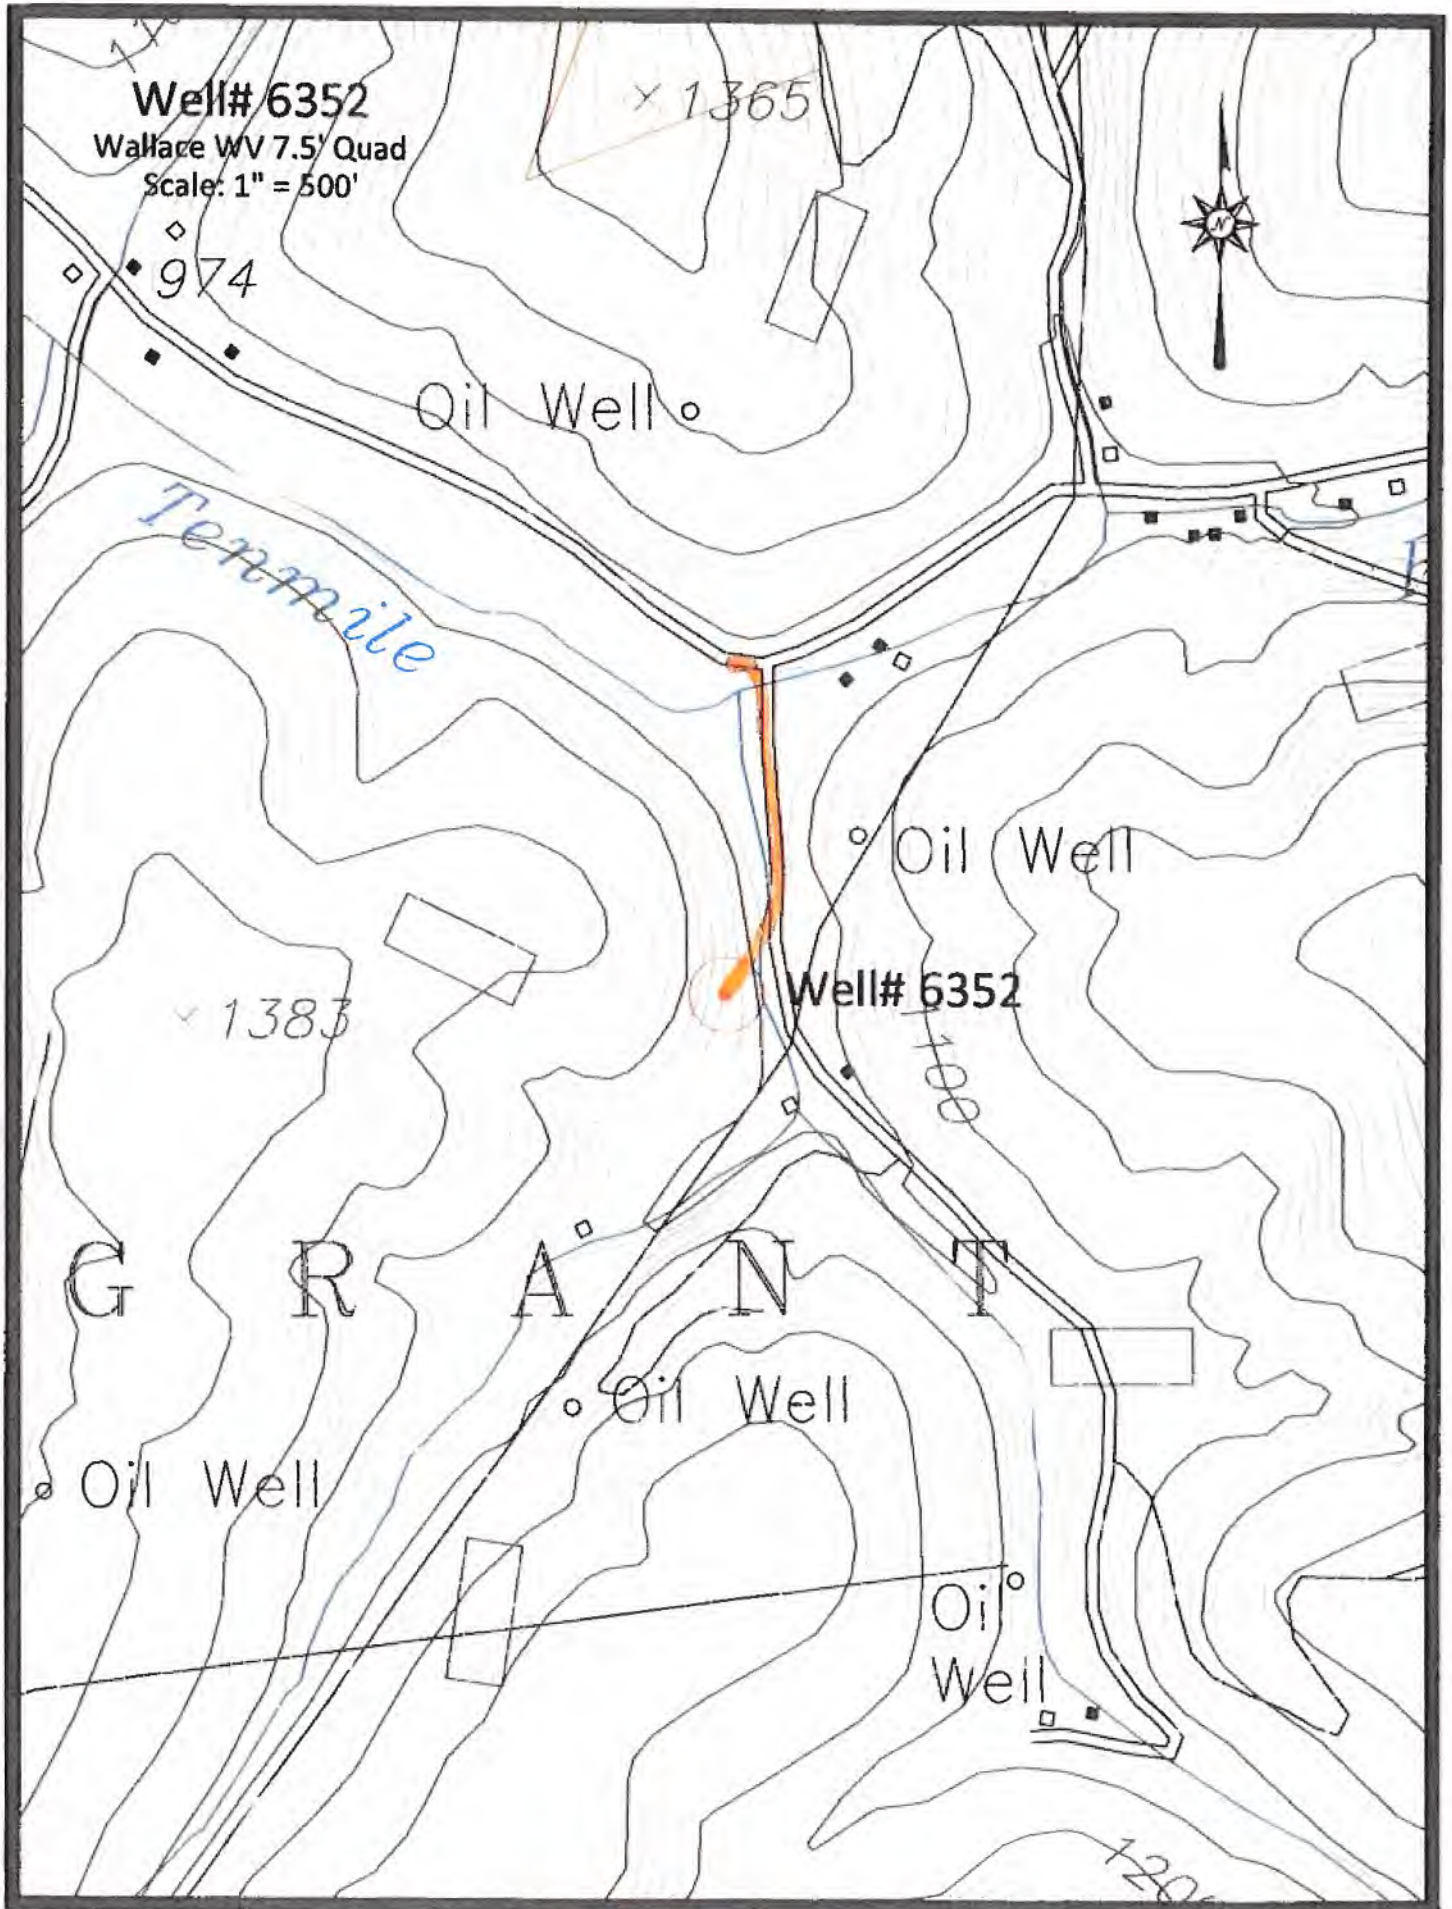 Well# 6352
Wallace WV 7.5' Quad
Scale: 1" = 500'
× 1365
N
974
Oil Well
Tenmile
Oil Well
Well# 6352
× 1383
1100
G R A N T
Oil Well
Oil Well
Oil
Well